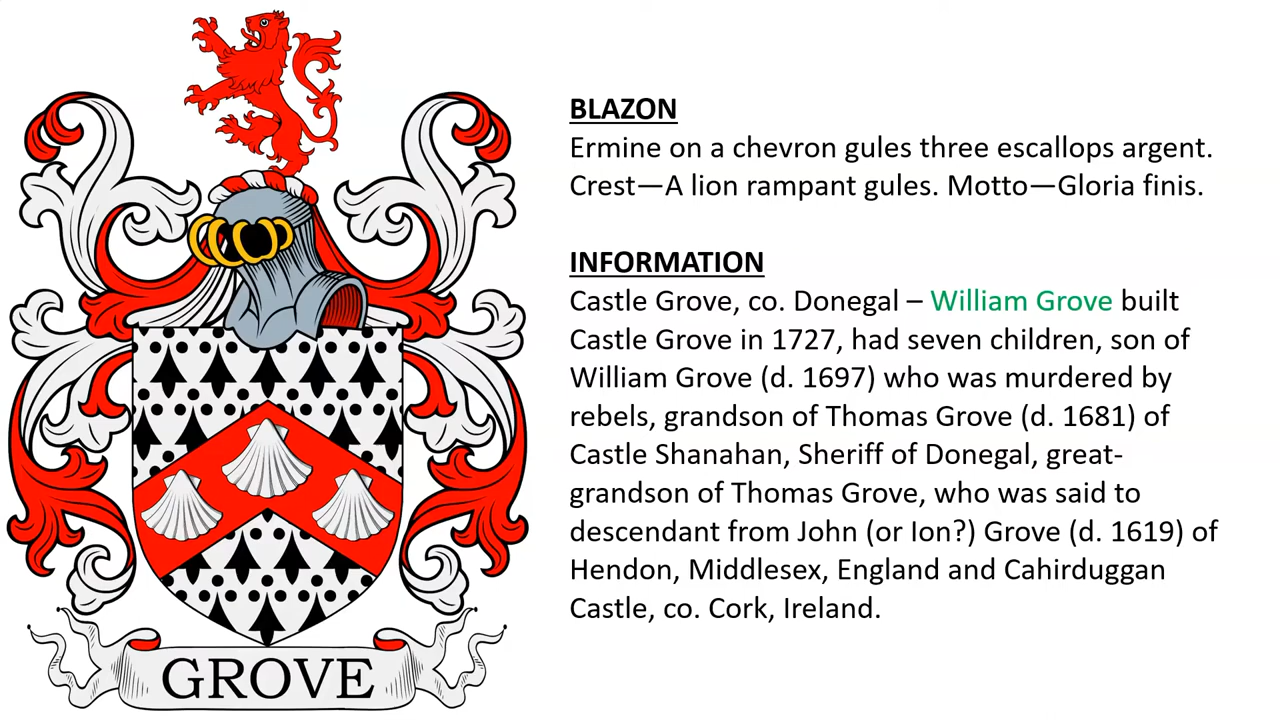 BLAZON
Ermine on a chevron gules three escallops argent.
Crest—A lion rampant gules. Motto—Gloria finis.
INFORMATION
Castle Grove, co. Donegal – William Grove built
Castle Grove in 1727, had seven children, son of
William Grove (d. 1697) who was murdered by
rebels, grandson of Thomas Grove (d. 1681) of
Castle Shanahan, Sheriff of Donegal, great-
grandson of Thomas Grove, who was said to
descendant from John (or Ion?) Grove (d. 1619) of
Hendon, Middlesex, England and Cahirduggan
Castle, co. Cork, Ireland.
GROVE